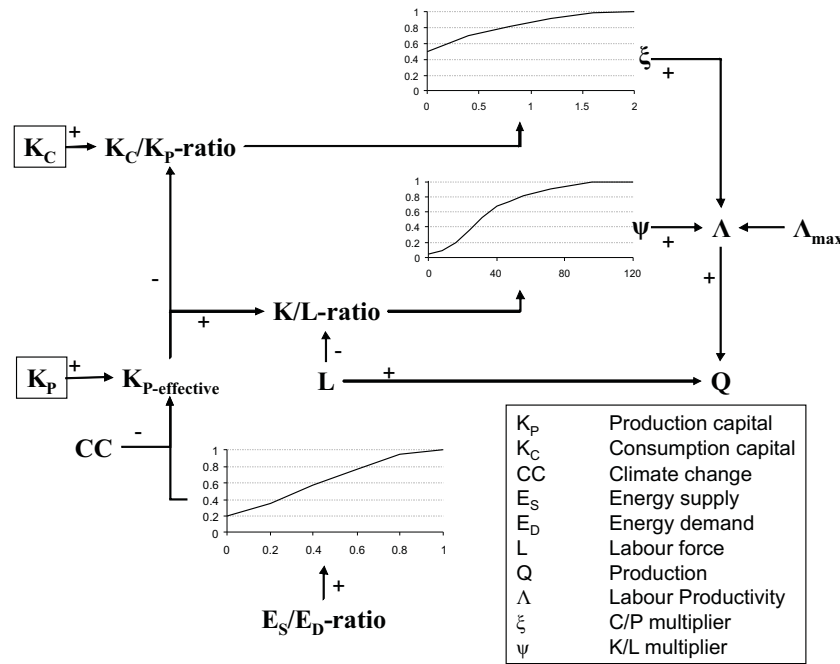 1
0.8
0.6
0.4
0.2
0
0 0.5 1 1.5 2
ξ
+
+
K_C
K_C/K_P-ratio
1
0.8
0.6
0.4
0.2
0
0 40 80 120
ψ
+
Λ
Λ_max
-
+
K/L-ratio
+
-
+
K_P
K_P-effective
L
+
Q
-
CC
1
0.8
0.6
0.4
0.2
0
0 0.2 0.4 0.6 0.8 1
+
E_S/E_D-ratio
K_P Production capital
K_C Consumption capital
CC Climate change
E_S Energy supply
E_D Energy demand
L Labour force
Q Production
Λ Labour Productivity
ξ C/P multiplier
ψ K/L multiplier